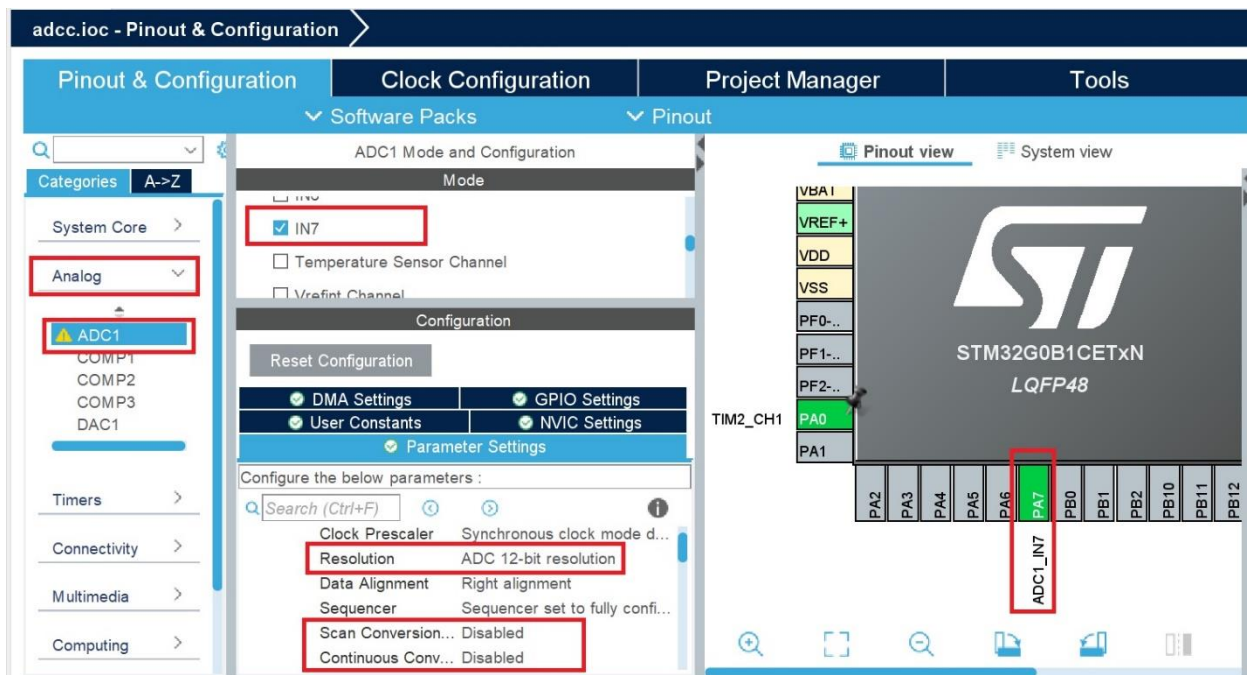 adcc.ioc - Pinout & Configuration
Pinout & Configuration
Clock Configuration
Project Manager
Tools
Software Packs
Pinout
Categories
A->Z
System Core
Analog
ADC1
COMP1
COMP2
COMP3
DAC1
Timers
Connectivity
Multimedia
Computing
ADC1 Mode and Configuration
Mode
IN7
Temperature Sensor Channel
Vrefint Channel
Configuration
Reset Configuration
DMA Settings
GPIO Settings
User Constants
NVIC Settings
Parameter Settings
Configure the below parameters :
Search (Ctrl+F)
Clock Prescaler Synchronous clock mode d...
Resolution ADC 12-bit resolution
Data Alignment Right alignment
Sequencer Sequencer set to fully confi...
Scan Conversion... Disabled
Continuous Conv... Disabled
Pinout view
System view
VBAT
VREF+
VDD
VSS
PF0-..
PF1-..
PF2-..
TIM2_CH1 PA0
PA1
ST
STM32G0B1CETxN
LQFP48
PA2
PA3
PA4
PA5
PA6
PA7
PB0
PB1
PB2
PB10
PB11
PB12
ADC1_IN7